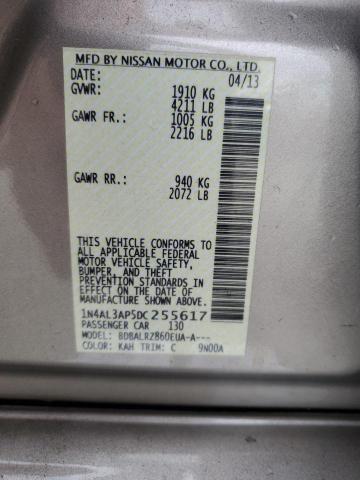 MFD BY NISSAN MOTOR CO., LTD.
DATE: 04/13
GVWR: 1910 KG
4211 LB
GAWR FR.: 1005 KG
2216 LB
GAWR RR.: 940 KG
2072 LB
THIS VEHICLE CONFORMS TO
ALL APPLICABLE FEDERAL
MOTOR VEHICLE SAFETY,
BUMPER, AND THEFT
PREVENTION STANDARDS IN
EFFECT ON THE DATE OF
MANUFACTURE SHOWN ABOVE.
1N4AL3AP5DC255617
PASSENGER CAR 130
MODEL: BDBALRZ860EUA-A---
COLOR: KAH TRIM: C 9N00A